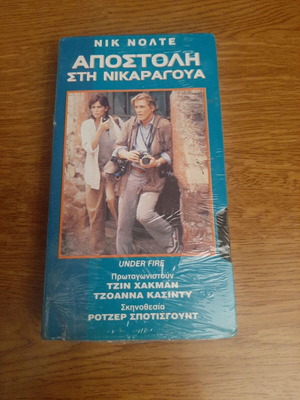 ΝΙΚ ΝΟΛΤΕ
ΑΠΟΣΤΟΛΗ
ΣΤΗ ΝΙΚΑΡΑΓΟΥΑ
UNDER FIRE
Πρωταγωνιστούν
ΤΖΙΝ ΧΑΚΜΑΝ
ΤΖΟΑΝΝΑ ΚΑΣΙΝΤΥ
Σκηνοθεσία
ΡΟΤΖΕΡ ΣΠΟΤΙΣΓΟΥΝΤ